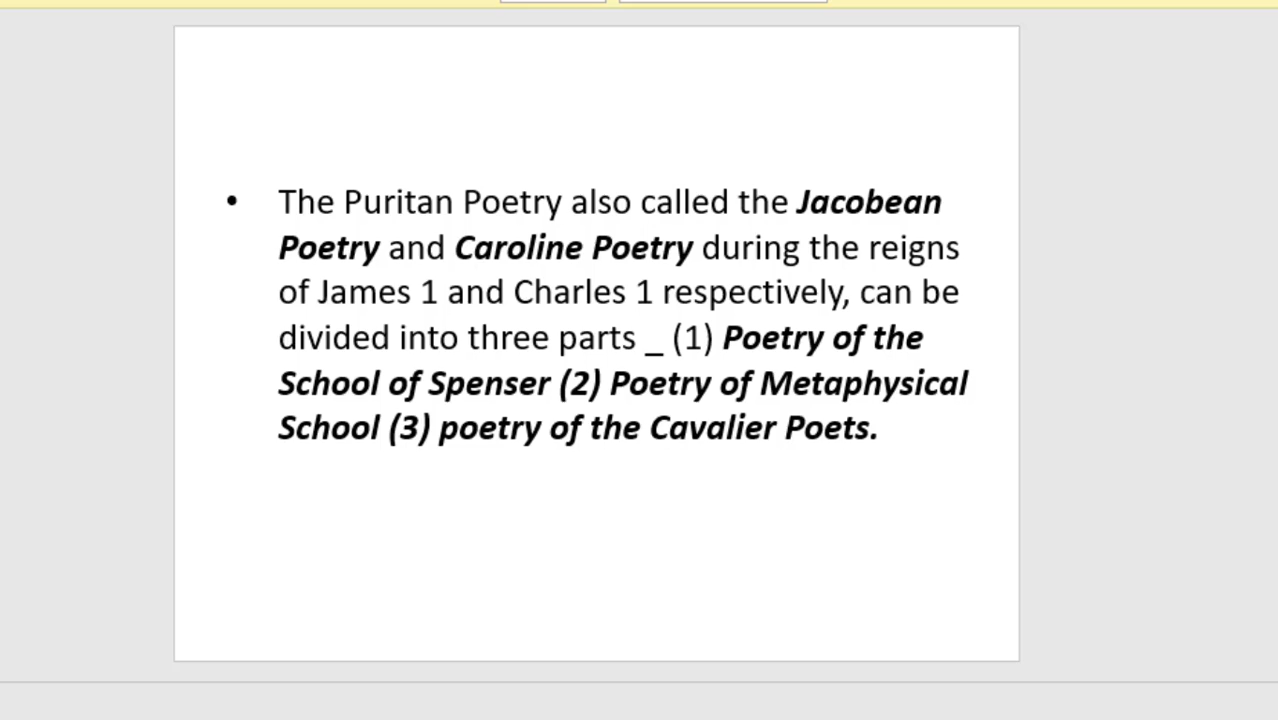 • The Puritan Poetry also called the Jacobean
Poetry and Caroline Poetry during the reigns
of James 1 and Charles 1 respectively, can be
divided into three parts _ (1) Poetry of the
School of Spenser (2) Poetry of Metaphysical
School (3) poetry of the Cavalier Poets.